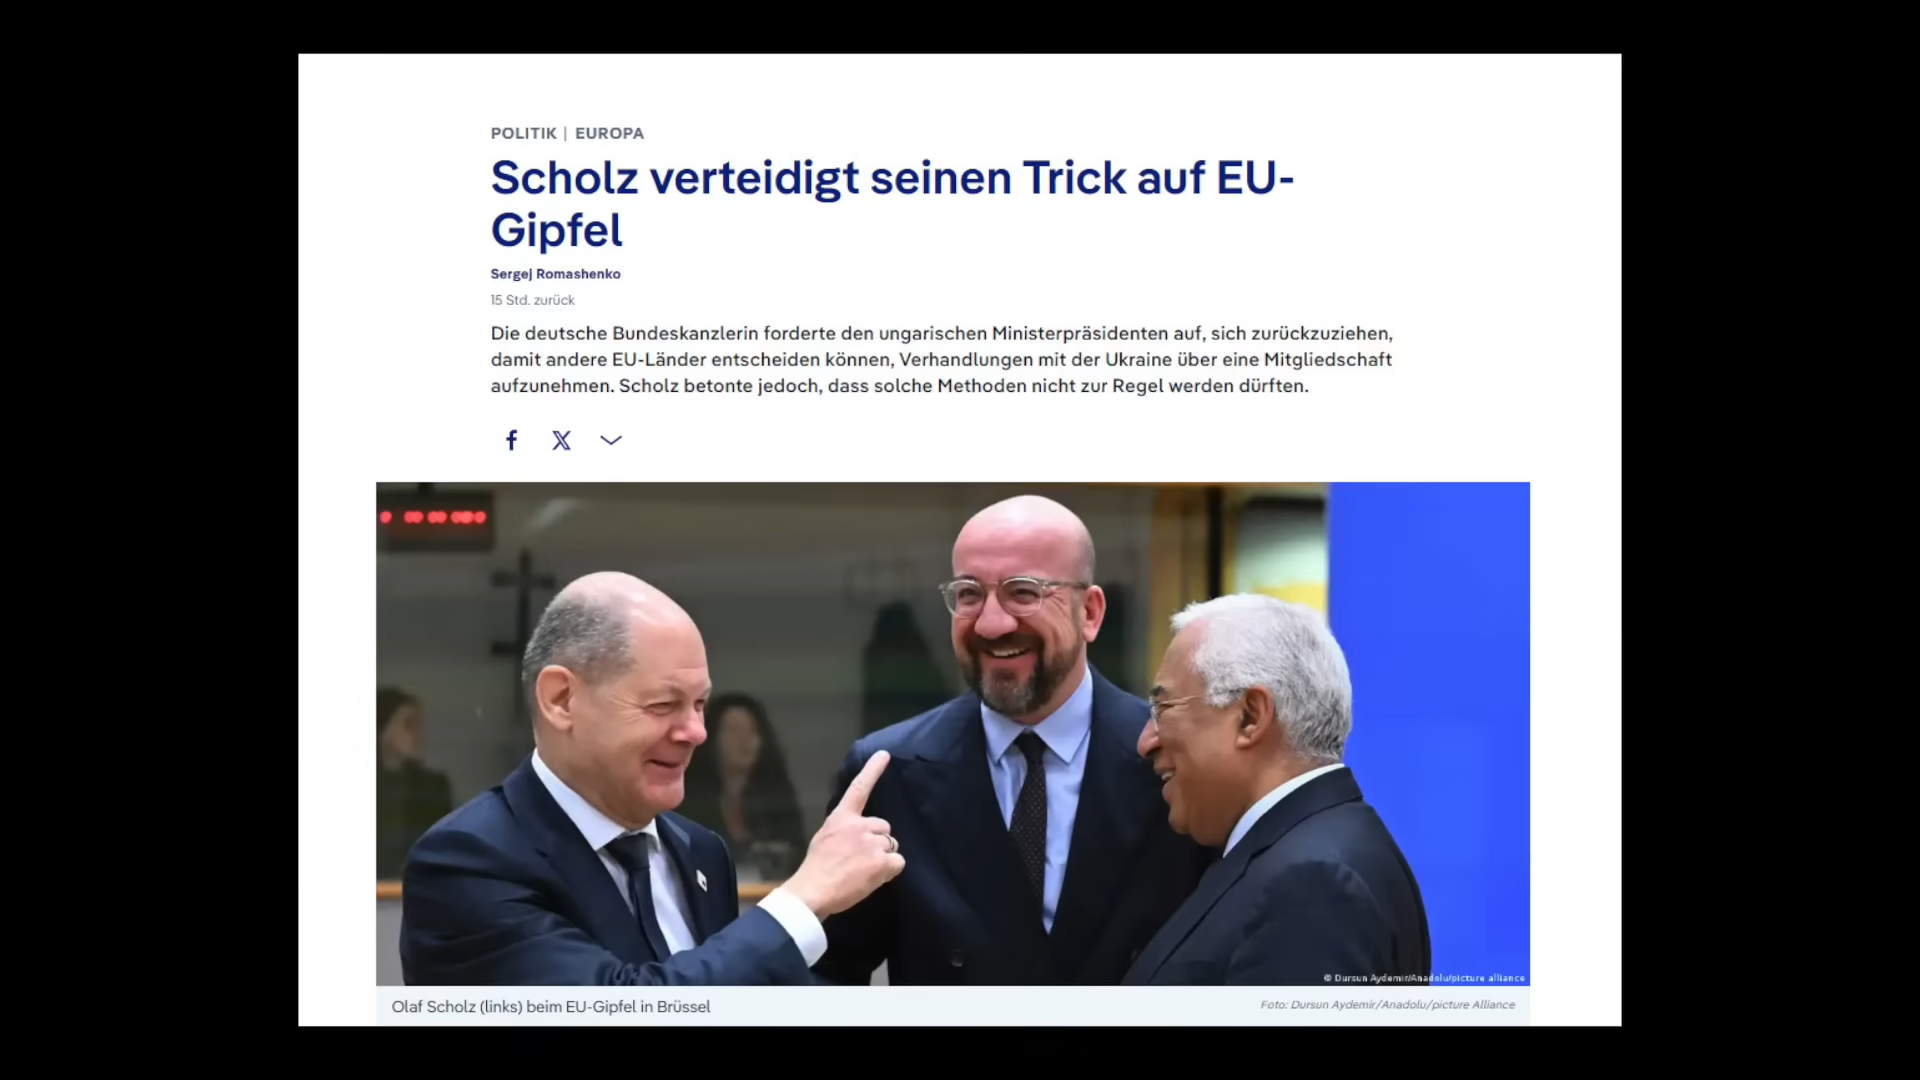 POLITIK | EUROPA
Scholz verteidigt seinen Trick auf EU-
Gipfel
Sergej Romashenko
15 Std. zurück
Die deutsche Bundeskanzlerin forderte den ungarischen Ministerpräsidenten auf, sich zurückzuziehen,
damit andere EU-Länder entscheiden können, Verhandlungen mit der Ukraine über eine Mitgliedschaft
aufzunehmen. Scholz betonte jedoch, dass solche Methoden nicht zur Regel werden dürften.
© Dursun Aydemir/Anadolu/picture alliance
Olaf Scholz (links) beim EU-Gipfel in Brüssel
Foto: Dursun Aydemir/Anadolu/picture Alliance